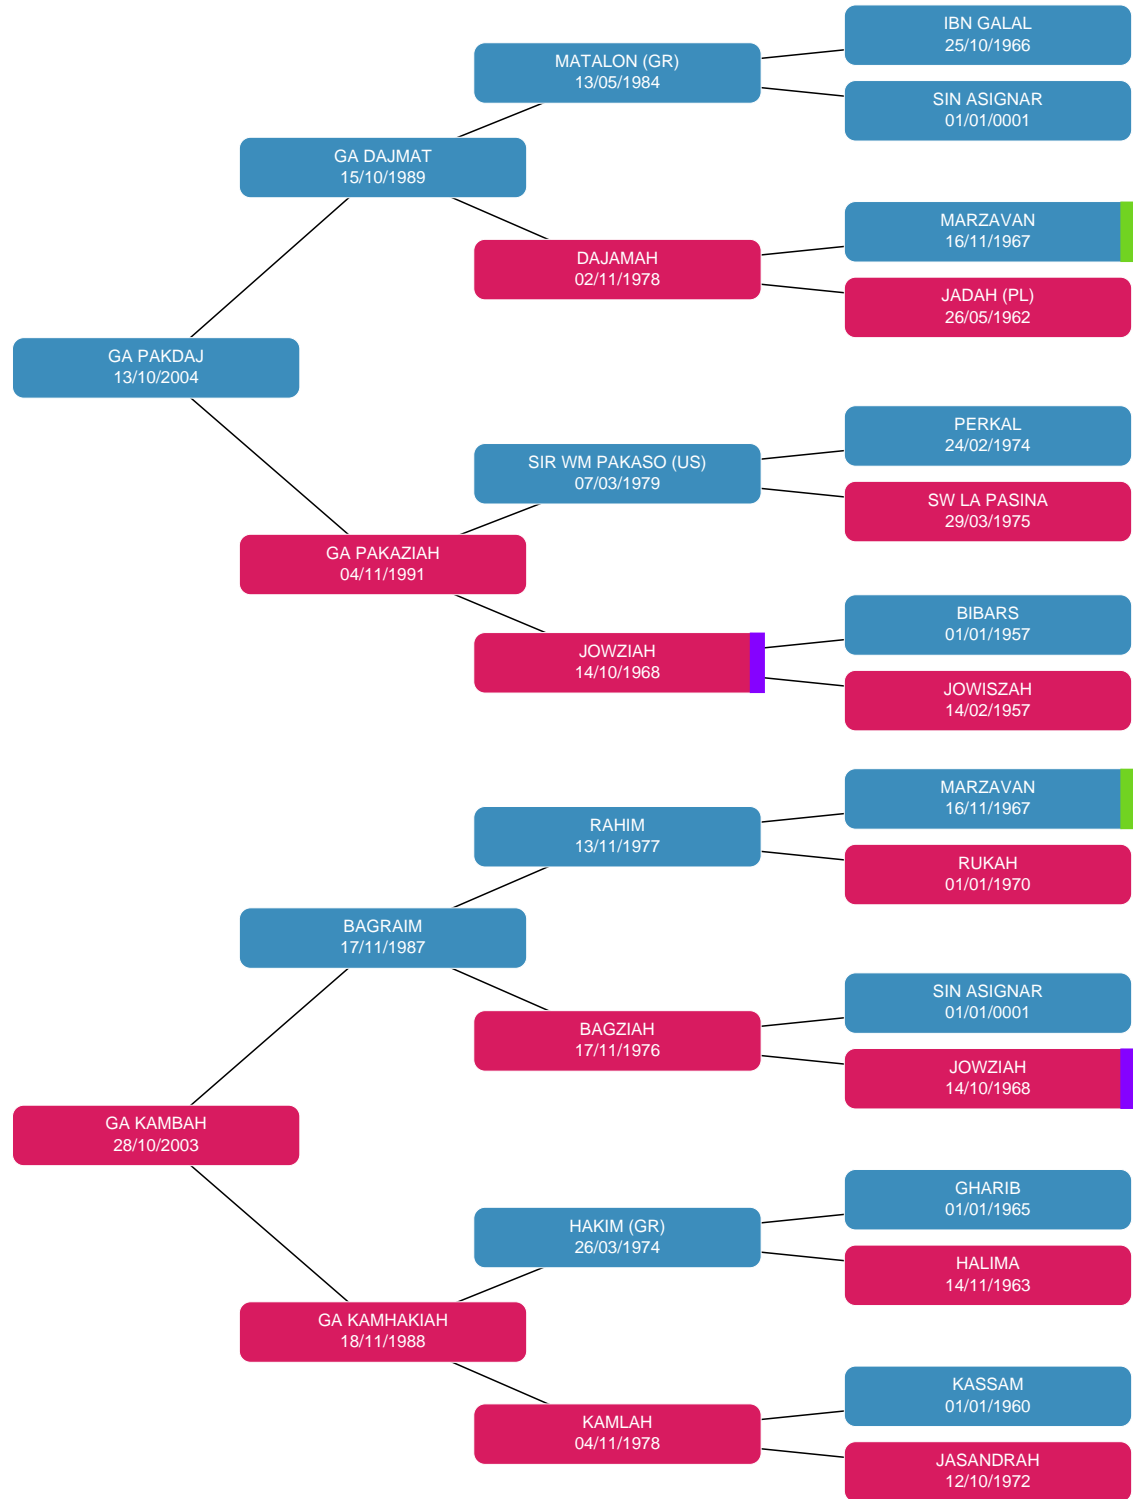 IBN GALAL
25/10/1966
MATALON (GR)
13/05/1984
SIN ASIGNAR
01/01/0001
GA DAJMAT
15/10/1989
MARZAVAN
16/11/1967
DAJAMAH
02/11/1978
JADAH (PL)
26/05/1962
GA PAKDAJ
13/10/2004
PERKAL
24/02/1974
SIR WM PAKASO (US)
07/03/1979
SW LA PASINA
29/03/1975
GA PAKAZIAH
04/11/1991
BIBARS
01/01/1957
JOWZIAH
14/10/1968
JOWISZAH
14/02/1957
MARZAVAN
16/11/1967
RAHIM
13/11/1977
RUKAH
01/01/1970
BAGRAIM
17/11/1987
SIN ASIGNAR
01/01/0001
BAGZIAH
17/11/1976
JOWZIAH
14/10/1968
GA KAMBAH
28/10/2003
GHARIB
01/01/1965
HAKIM (GR)
26/03/1974
HALIMA
14/11/1963
GA KAMHAKIAH
18/11/1988
KASSAM
01/01/1960
KAMLAH
04/11/1978
JASANDRAH
12/10/1972